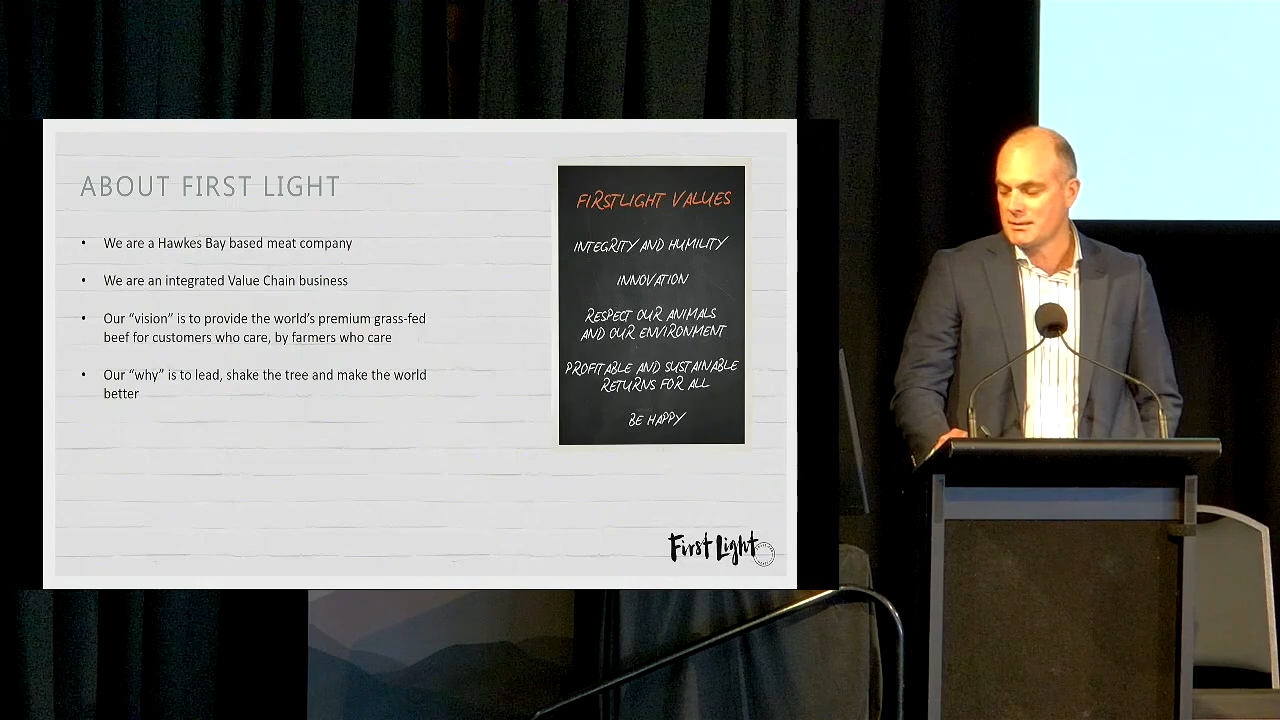 ABOUT FIRST LIGHT
• We are a Hawkes Bay based meat company
• We are an integrated Value Chain business
• Our “vision” is to provide the world’s premium grass-fed
beef for customers who care, by farmers who care
• Our “why” is to lead, shake the tree and make the world
better
FIRSTLIGHT VALUES
INTEGRITY AND HUMILITY
INNOVATION
RESPECT OUR ANIMALS
AND OUR ENVIRONMENT
PROFITABLE AND SUSTAINABLE
RETURNS FOR ALL
BE HAPPY
First Light